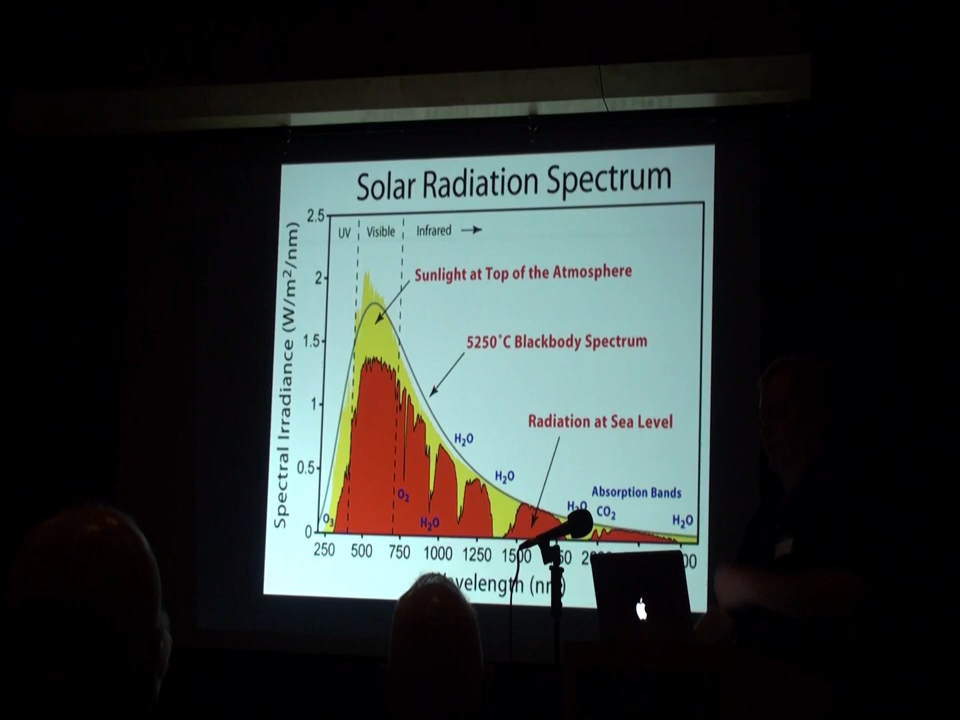 Solar Radiation Spectrum
UV Visible Infrared
Sunlight at Top of the Atmosphere
5250°C Blackbody Spectrum
Radiation at Sea Level
H₂O
H₂O
H₂O
Absorption Bands
CO₂
H₂O
O₂
H₂O
O₃
Spectral Irradiance (W/m²/nm)
2.5
2
1.5
1
0.5
0
250 500 750 1000 1250